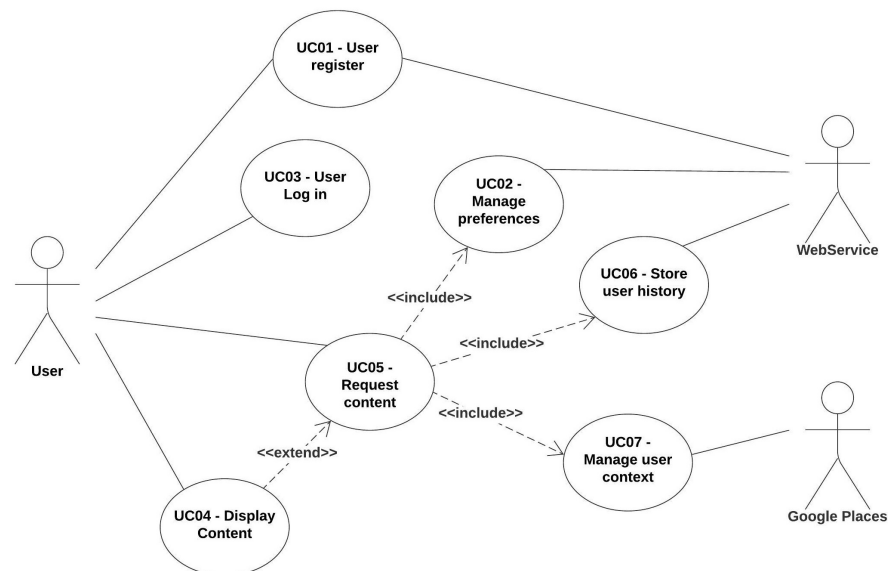 UC01 - User
register
UC03 - User
Log in
UC02 -
Manage
preferences
WebService
UC06 - Store
user history
<<include>>
<<include>>
User
UC05 -
Request
content
<<include>>
<<extend>>
UC07 -
Manage user
context
UC04 - Display
Content
Google Places